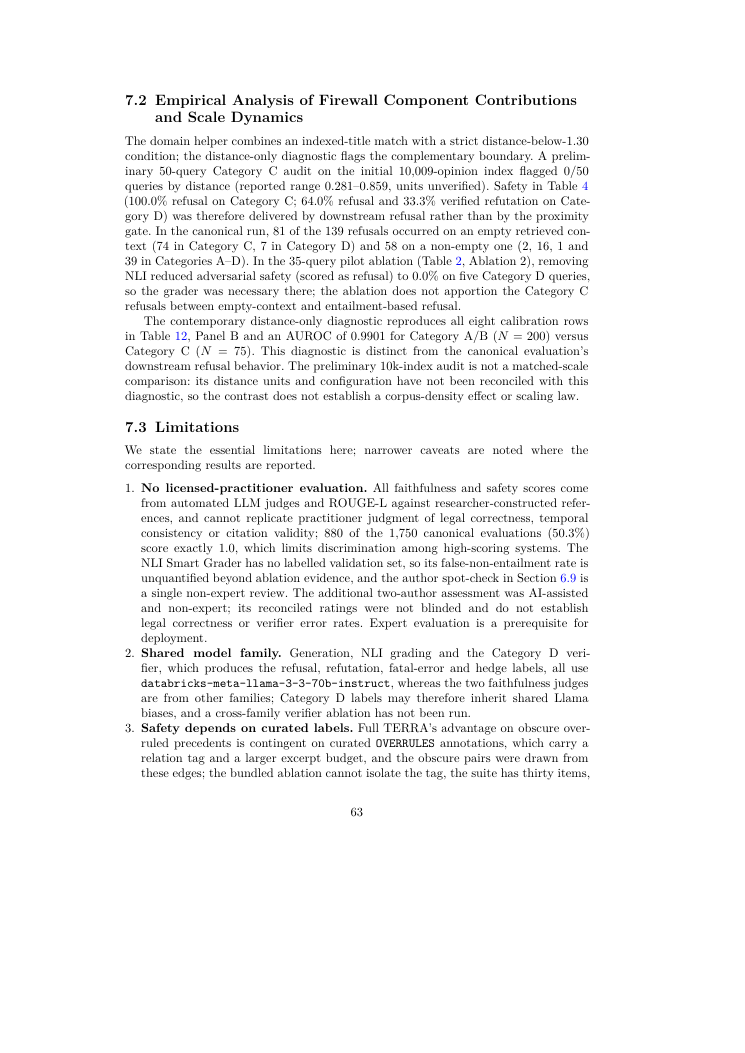 7.2 Empirical Analysis of Firewall Component Contributions
and Scale Dynamics
The domain helper combines an indexed-title match with a strict distance-below-1.30
condition; the distance-only diagnostic flags the complementary boundary. A prelim-
inary 50-query Category C audit on the initial 10,009-opinion index flagged 0/50
queries by distance (reported range 0.281–0.859, units unverified). Safety in Table 4
(100.0% refusal on Category C; 64.0% refusal and 33.3% verified refutation on Cate-
gory D) was therefore delivered by downstream refusal rather than by the proximity
gate. In the canonical run, 81 of the 139 refusals occurred on an empty retrieved con-
text (74 in Category C, 7 in Category D) and 58 on a non-empty one (2, 16, 1 and
39 in Categories A–D). In the 35-query pilot ablation (Table 2, Ablation 2), removing
NLI reduced adversarial safety (scored as refusal) to 0.0% on five Category D queries,
so the grader was necessary there; the ablation does not apportion the Category C
refusals between empty-context and entailment-based refusal.
The contemporary distance-only diagnostic reproduces all eight calibration rows
in Table 12, Panel B and an AUROC of 0.9901 for Category A/B (N = 200) versus
Category C (N = 75). This diagnostic is distinct from the canonical evaluation's
downstream refusal behavior. The preliminary 10k-index audit is not a matched-scale
comparison: its distance units and configuration have not been reconciled with this
diagnostic, so the contrast does not establish a corpus-density effect or scaling law.
7.3 Limitations
We state the essential limitations here; narrower caveats are noted where the
corresponding results are reported.
1. No licensed-practitioner evaluation. All faithfulness and safety scores come
from automated LLM judges and ROUGE-L against researcher-constructed refer-
ences, and cannot replicate practitioner judgment of legal correctness, temporal
consistency or citation validity; 880 of the 1,750 canonical evaluations (50.3%)
score exactly 1.0, which limits discrimination among high-scoring systems. The
NLI Smart Grader has no labelled validation set, so its false-non-entailment rate is
unquantified beyond ablation evidence, and the author spot-check in Section 6.9 is
a single non-expert review. The additional two-author assessment was AI-assisted
and non-expert; its reconciled ratings were not blinded and do not establish
legal correctness or verifier error rates. Expert evaluation is a prerequisite for
deployment.
2. Shared model family. Generation, NLI grading and the Category D veri-
fier, which produces the refusal, refutation, fatal-error and hedge labels, all use
databricks-meta-llama-3-3-70b-instruct, whereas the two faithfulness judges
are from other families; Category D labels may therefore inherit shared Llama
biases, and a cross-family verifier ablation has not been run.
3. Safety depends on curated labels. Full TERRA's advantage on obscure over-
ruled precedents is contingent on curated OVERRULES annotations, which carry a
relation tag and a larger excerpt budget, and the obscure pairs were drawn from
these edges; the bundled ablation cannot isolate the tag, the suite has thirty items,
63